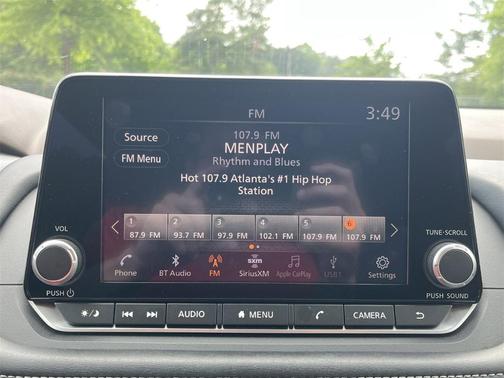 FM
3:49
Source
FM Menu
107.9 FM
MENPLAY
Rhythm and Blues
Hot 107.9 Atlanta's #1 Hip Hop
Station
VOL
TUNE·SCROLL
1 2 3 4 5 6
87.9 FM 93.7 FM 97.9 FM 102.1 FM 107.9 FM 107.9 FM
Phone BT Audio FM sxm SiriusXM Apple CarPlay USB1 Settings
PUSH
PUSH SOUND
AUDIO MENU CAMERA